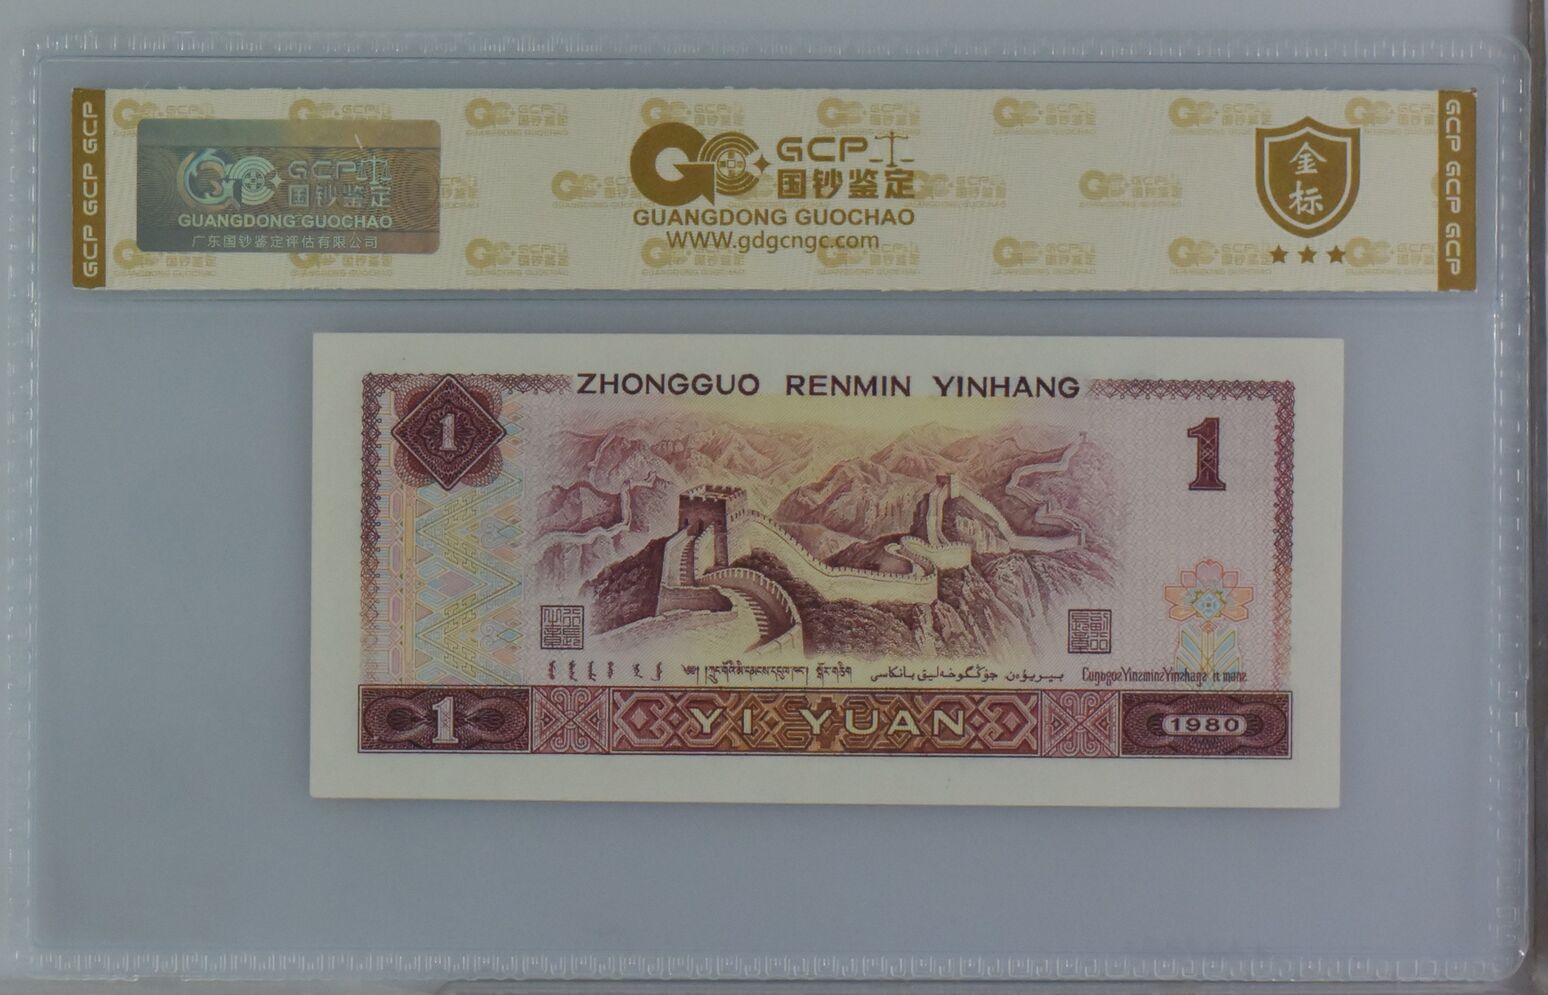 GCP GCP GCP
GCP
国钞鉴定
GUANGDONG GUOCHAO
广东国钞鉴定评估有限公司
GCP
国钞鉴定
GUANGDONG GUOCHAO
WWW.gdgcngc.com
金
标
GCP GCP GCP
ZHONGGUO RENMIN YINHANG
1
1
1
YI YUAN
1980